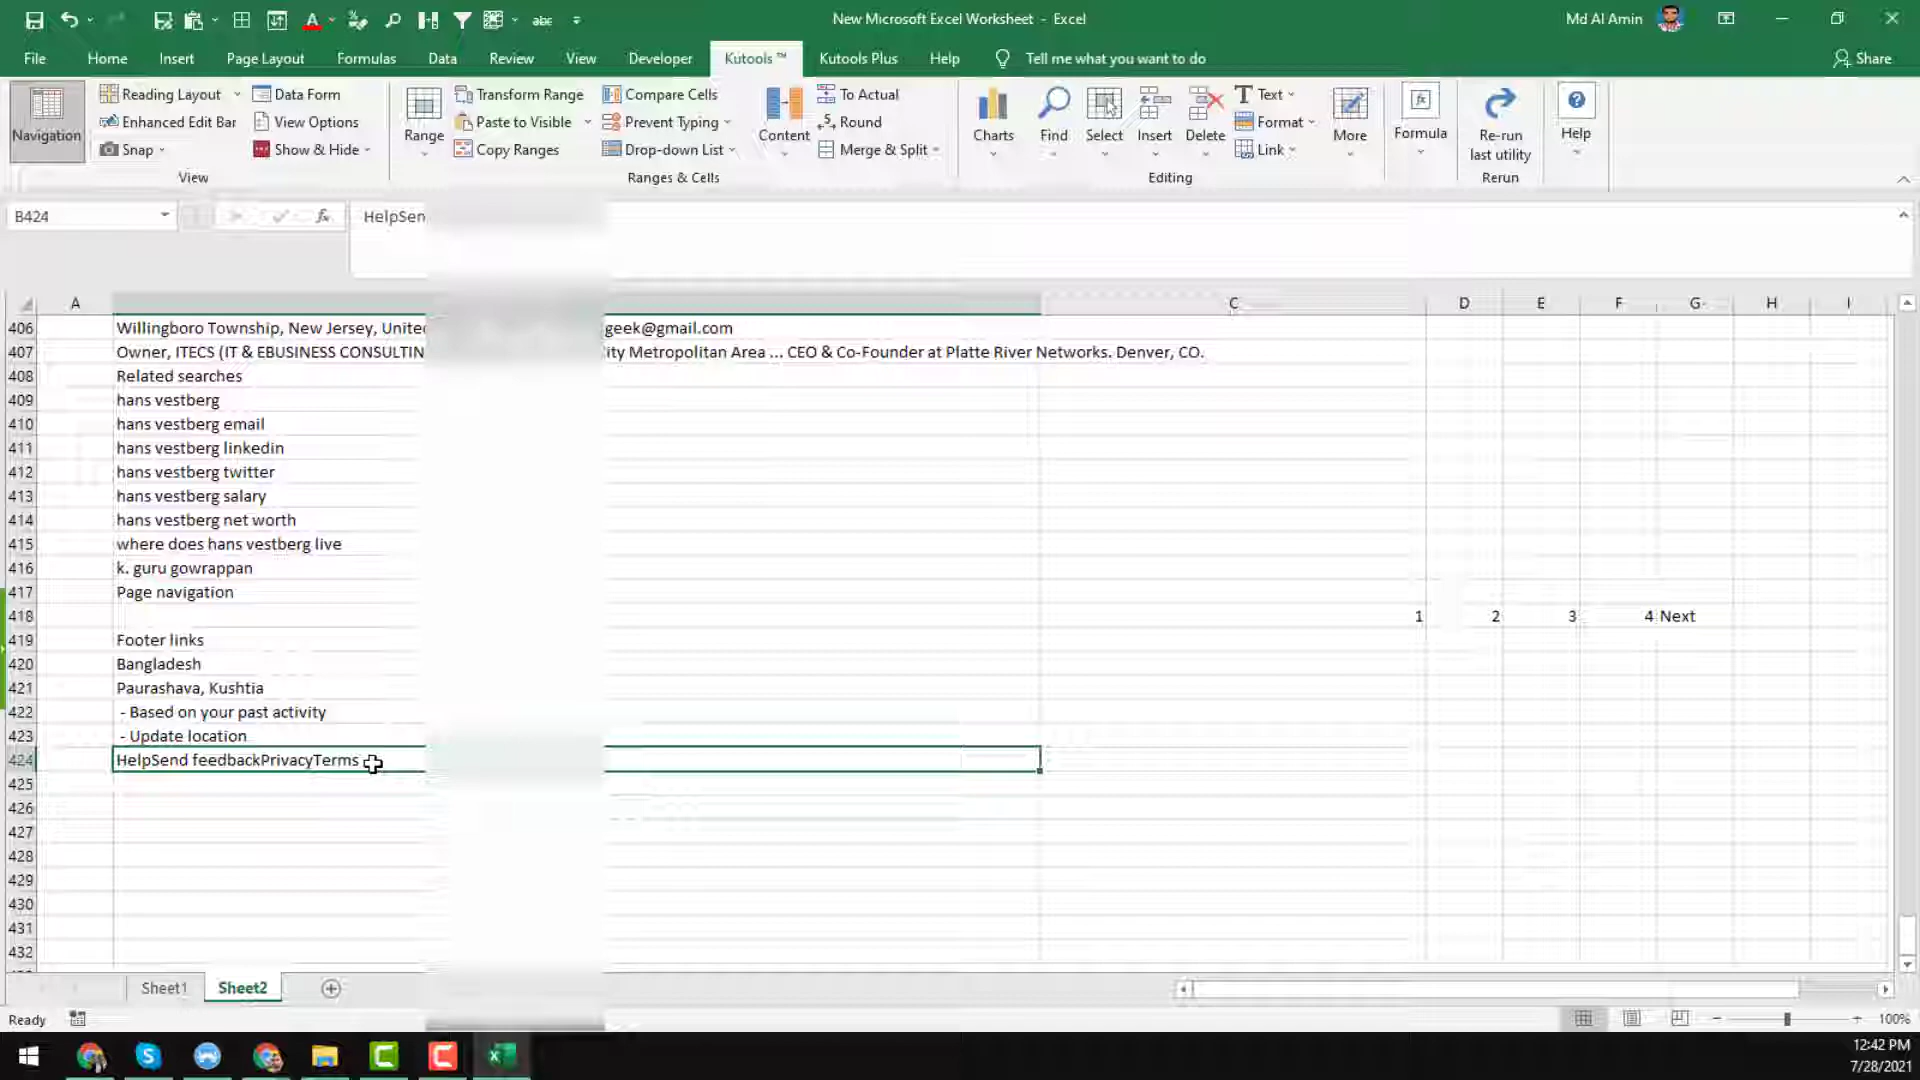 New Microsoft Excel Worksheet - Excel
Md Al Amin
File Home Insert Page Layout Formulas Data Review View Developer Kutools ™ Kutools Plus Help Tell me what you want to do Share
Reading Layout Data Form Transform Range Compare Cells To Actual Text
Enhanced Edit Bar View Options Paste to Visible Prevent Typing Round Format
Navigation Snap Show & Hide Range Copy Ranges Drop-down List Content Merge & Split Charts Find Select Insert Delete Link More Formula Re-run last utility Help
View Ranges & Cells Editing Rerun
B424 fx HelpSen
A C D E F G H I
406 Willingboro Township, New Jersey, Unite geek@gmail.com
407 Owner, ITECS (IT & EBUSINESS CONSULTIN ity Metropolitan Area ... CEO & Co-Founder at Platte River Networks. Denver, CO.
408 Related searches
409 hans vestberg
410 hans vestberg email
411 hans vestberg linkedin
412 hans vestberg twitter
413 hans vestberg salary
414 hans vestberg net worth
415 where does hans vestberg live
416 k. guru gowrappan
417 Page navigation
418 1 2 3 4 Next
419 Footer links
420 Bangladesh
421 Paurashava, Kushtia
422 - Based on your past activity
423 - Update location
424 HelpSend feedbackPrivacyTerms
425
426
427
428
429
430
431
432
Sheet1 Sheet2
Ready 100%
12:42 PM
7/28/2021